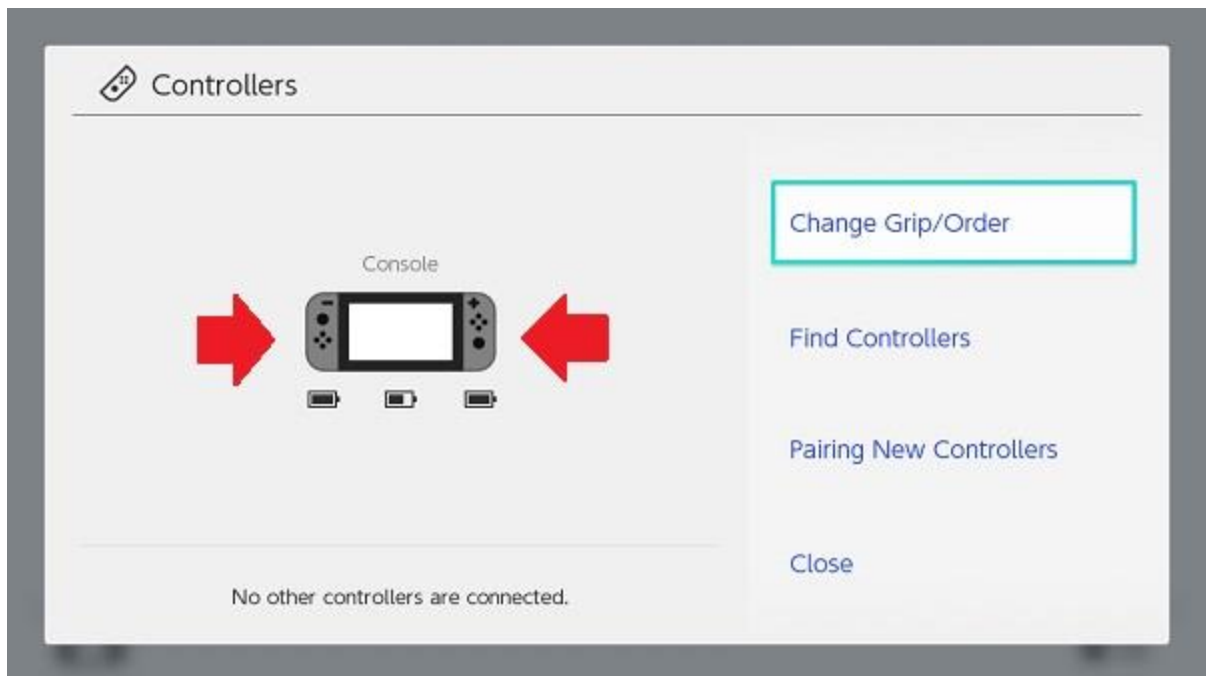 Controllers
Console
No other controllers are connected.
Change Grip/Order
Find Controllers
Pairing New Controllers
Close